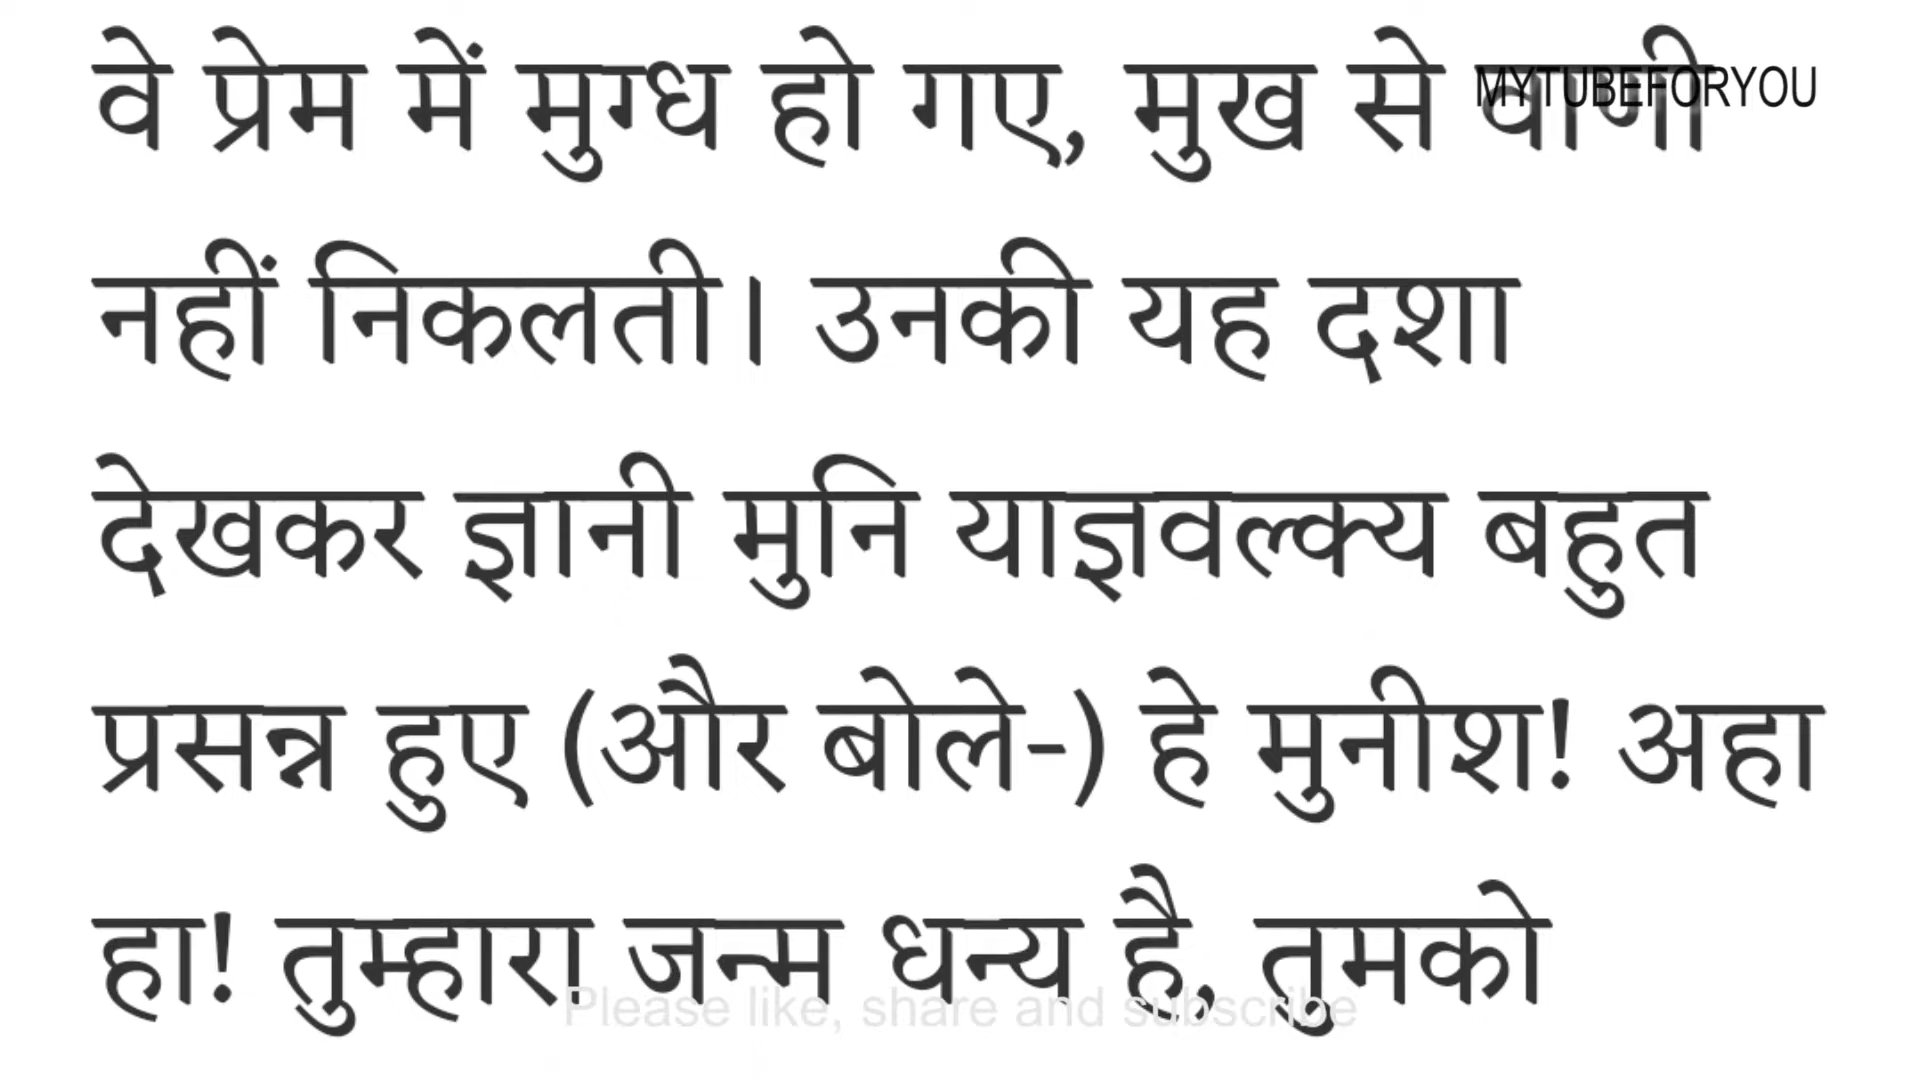 वे प्रेम में मुग्ध हो गए, मुख से वाणी
MYTUBEFORYOU
नहीं निकलती। उनकी यह दशा
देखकर ज्ञानी मुनि याज्ञवल्क्य बहुत
प्रसन्न हुए (और बोले-) हे मुनीश! अहा
हा! तुम्हारा जन्म धन्य है, तुमको
Please like, share and subscribe